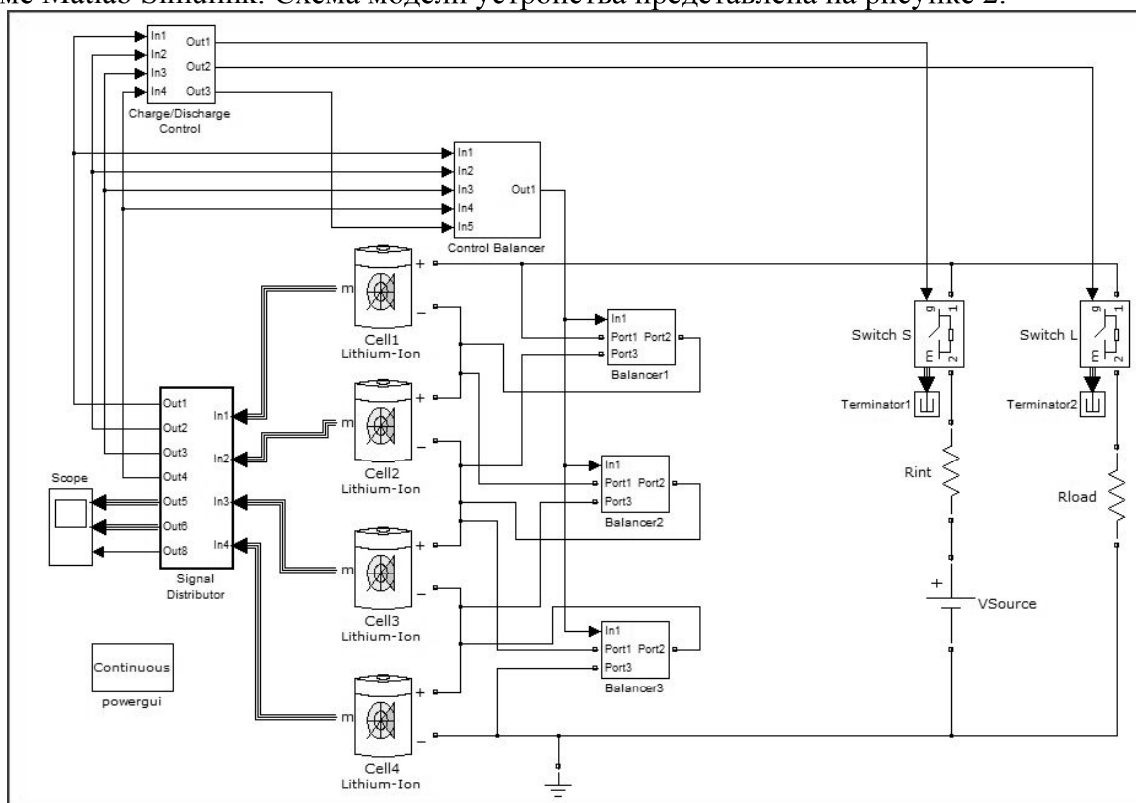 ме Matlab Simulink. Схема модели устройства представлена на рисунке 2.
In1
In2
In3
In4
Out1
Out2
Out3
Charge/Discharge
Control
In1
In2
In3
In4
In5
Out1
Control Balancer
m
+
–
Cell1
Lithium-Ion
In1
Port1 Port2
Port3
Balancer1
g
1
m
2
Switch S
Terminator1
g
1
m
2
Switch L
Terminator2
m
+
–
Cell2
Lithium-Ion
Out1
Out2
Out3
Out4
Out5
Out6
Out8
In1
In2
In3
In4
Signal
Distributor
Scope
In1
Port1 Port2
Port3
Balancer2
Rint
Rload
m
+
–
Cell3
Lithium-Ion
+
VSource
In1
Port1 Port2
Port3
Balancer3
Continuous
powergui
m
+
–
Cell4
Lithium-Ion